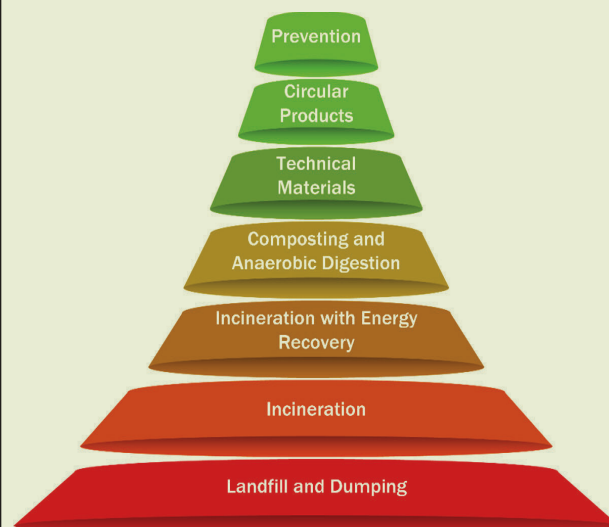 Prevention
Circular
Products
Technical
Materials
Composting and
Anaerobic Digestion
Incineration with Energy
Recovery
Incineration
Landfill and Dumping